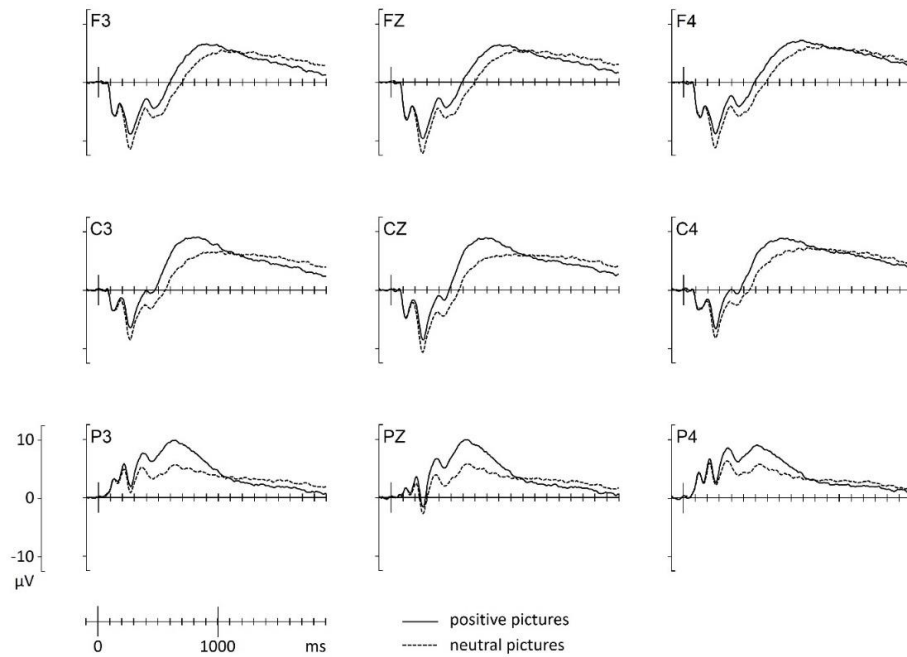 F3
FZ
F4
C3
CZ
C4
P3
PZ
P4
10
0
-10
μV
0 1000 ms
positive pictures
neutral pictures